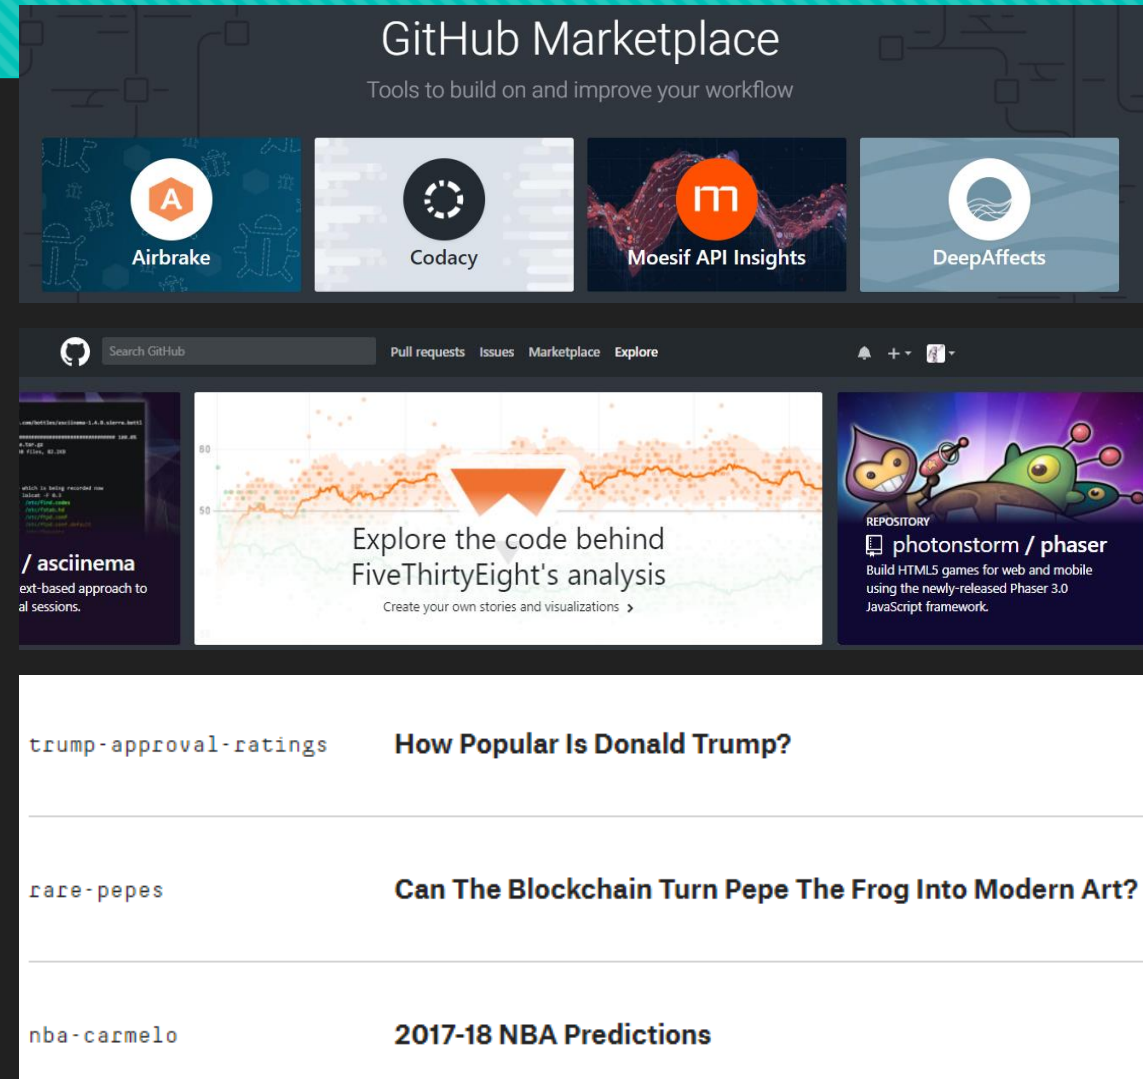 GitHub Marketplace
Tools to build on and improve your workflow
A
Airbrake
Codacy
m
Moesif API Insights
DeepAffects
Search GitHub
Pull requests Issues Marketplace Explore
/ asciinema
ext-based approach to
al sessions.
80
50
Explore the code behind
FiveThirtyEight's analysis
Create your own stories and visualizations >
REPOSITORY
photonstorm / phaser
Build HTML5 games for web and mobile
using the newly-released Phaser 3.0
JavaScript framework.
trump-approval-ratings How Popular Is Donald Trump?
rare-pepes Can The Blockchain Turn Pepe The Frog Into Modern Art?
nba-carmelo 2017-18 NBA Predictions